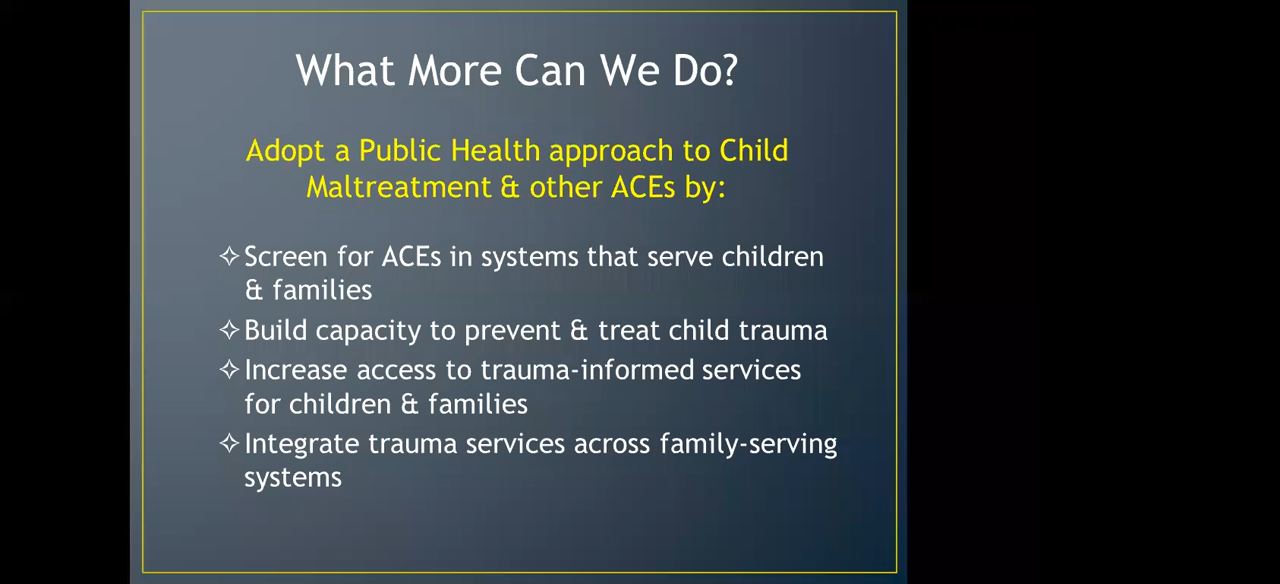 What More Can We Do?
Adopt a Public Health approach to Child
Maltreatment & other ACEs by:
✧Screen for ACEs in systems that serve children
& families
✧Build capacity to prevent & treat child trauma
✧Increase access to trauma-informed services
for children & families
✧Integrate trauma services across family-serving
systems